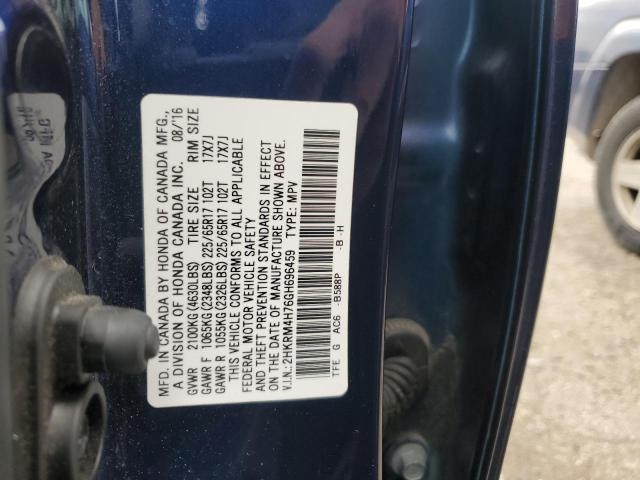 MFD. IN CANADA BY HONDA OF CANADA MFG.,
A DIVISION OF HONDA CANADA INC. 08/'16
GVWR 2100KG (4630LBS) TIRE SIZE RIM SIZE
GAWR F 1065KG (2348LBS) 225/65R17 102T 17X7J
GAWR R 1055KG (2326LBS) 225/65R17 102T 17X7J
THIS VEHICLE CONFORMS TO ALL APPLICABLE
FEDERAL MOTOR VEHICLE SAFETY
AND THEFT PREVENTION STANDARDS IN EFFECT
ON THE DATE OF MANUFACTURE SHOWN ABOVE.
V.I.N.: 2HKRM4H76GH696459 TYPE: MPV
TFE G AC6 -B588P -B -H